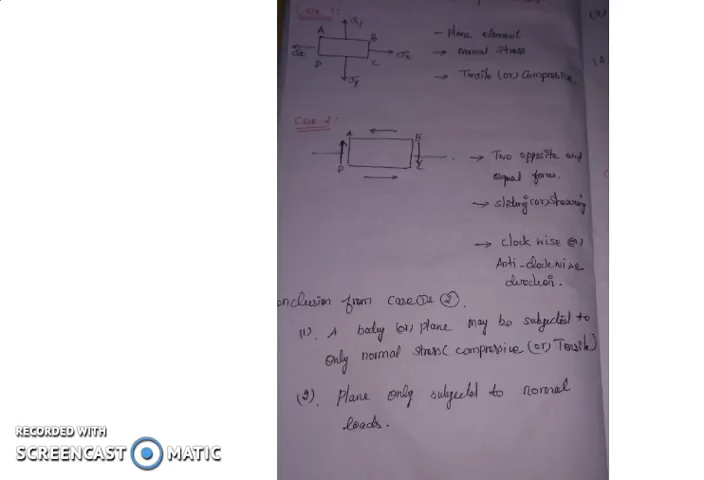 Case 1:
σy
A
B
σx
σx
D
C
σy
- Plane element.
→ normal stress
→ Tensile (or) Compressive
Case 2:
A
B
D
C
→ Two opposite and
equal forces.
→ sliding (or) shearing
→ clock wise (or)
Anti-clock wise
direction.
onclusion from case ① & ②.
(1). A body (or) plane may be subjected to
only normal stress( compressive (or) Tensile)
(2). Plane only subjected to normal
loads.
RECORDED WITH
SCREENCAST MATIC